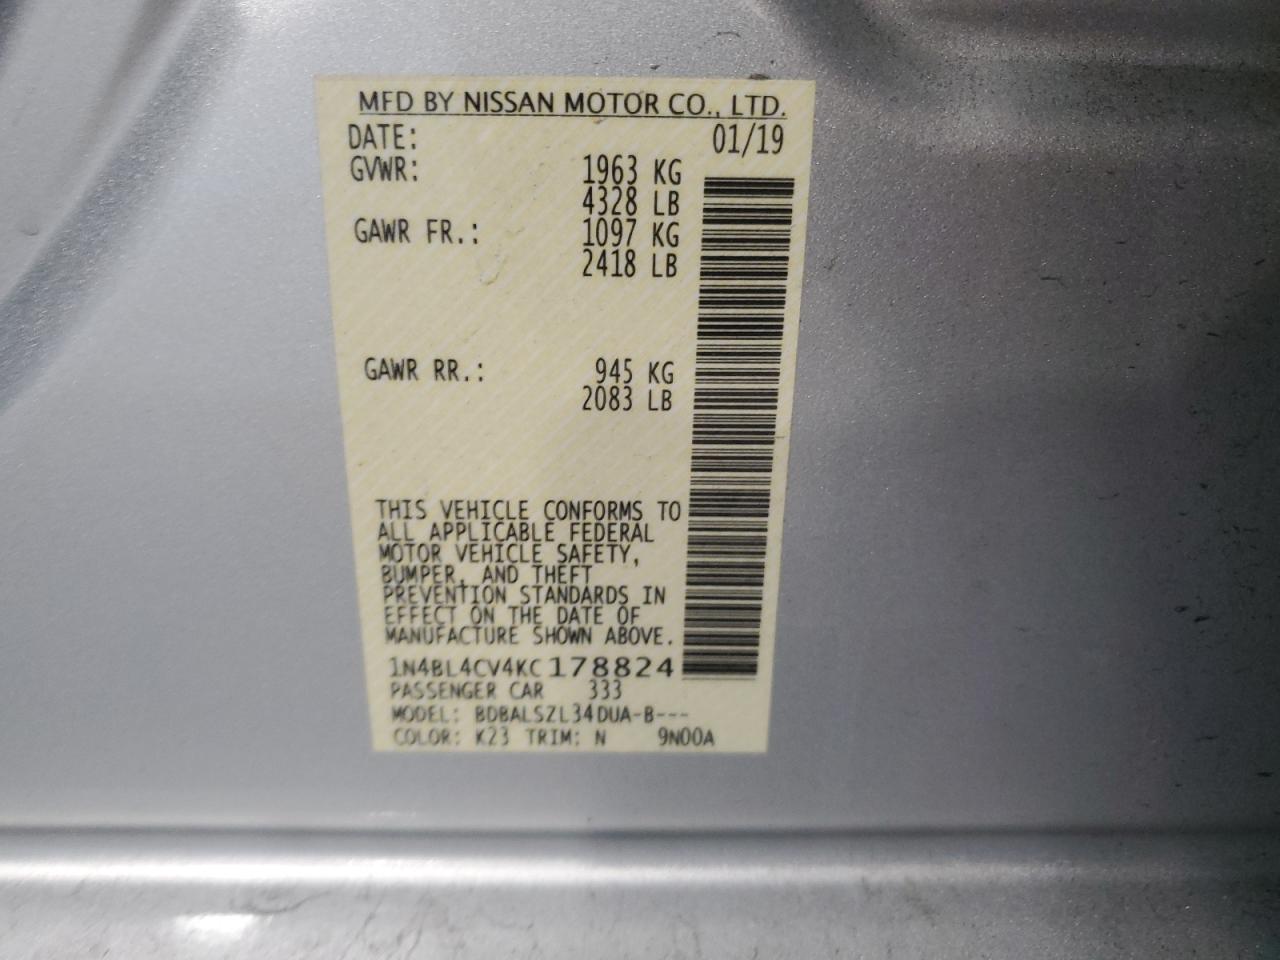 MFD BY NISSAN MOTOR CO., LTD.
DATE: 01/19
GVWR: 1963 KG
4328 LB
GAWR FR.: 1097 KG
2418 LB
GAWR RR.: 945 KG
2083 LB
THIS VEHICLE CONFORMS TO
ALL APPLICABLE FEDERAL
MOTOR VEHICLE SAFETY,
BUMPER, AND THEFT
PREVENTION STANDARDS IN
EFFECT ON THE DATE OF
MANUFACTURE SHOWN ABOVE.
1N4BL4CV4KC178824
PASSENGER CAR 333
MODEL: BDBALSZL34DUA-B---
COLOR: K23 TRIM: N 9N00A